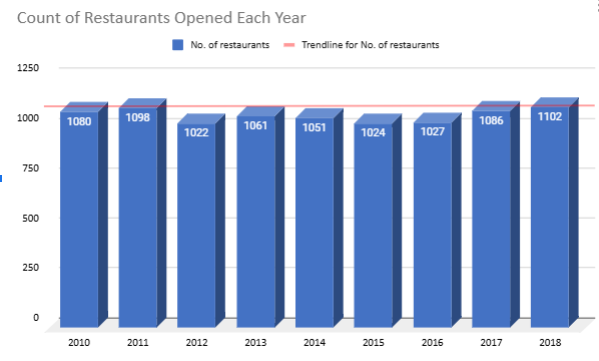 Count of Restaurants Opened Each Year
No. of restaurants Trendline for No. of restaurants
1250
1000
750
500
250
0
1080 1098 1022 1061 1051 1024 1027 1086 1102
2010 2011 2012 2013 2014 2015 2016 2017 2018